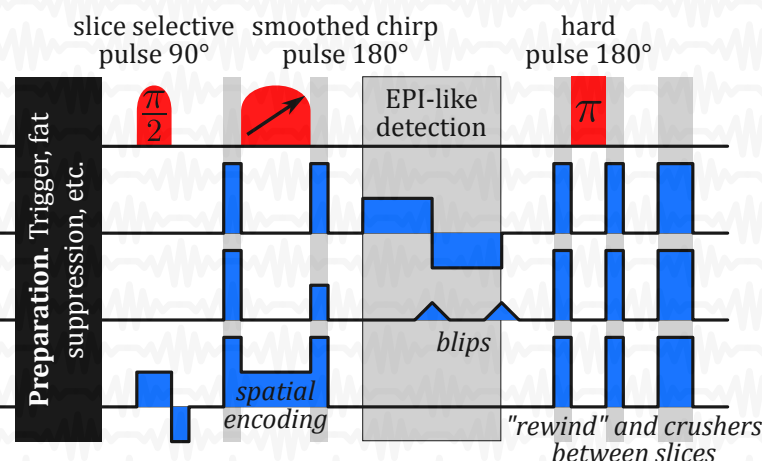 slice selective
pulse 90°
smoothed chirp
pulse 180°
hard
pulse 180°
Preparation. Trigger, fat
suppression, etc.
π
2
EPI-like
detection
π
blips
spatial
encoding
"rewind" and crushers
between slices